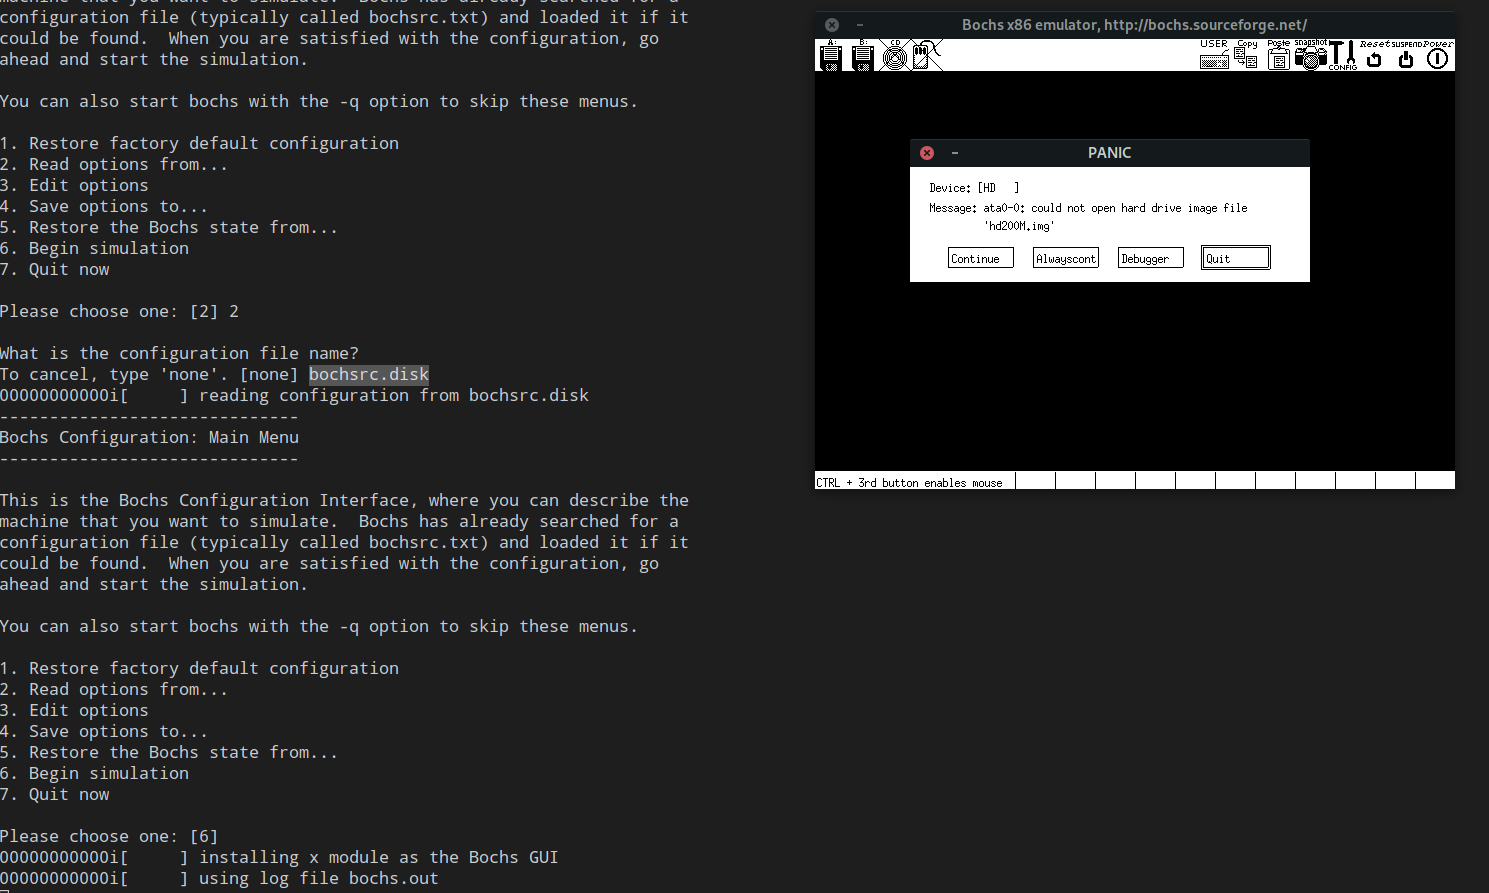 machine that you want to simulate.  Bochs has already searched for a
configuration file (typically called bochsrc.txt) and loaded it if it
could be found.  When you are satisfied with the configuration, go
ahead and start the simulation.
You can also start bochs with the -q option to skip these menus.
1. Restore factory default configuration
2. Read options from...
3. Edit options
4. Save options to...
5. Restore the Bochs state from...
6. Begin simulation
7. Quit now
Please choose one: [2] 2
What is the configuration file name?
To cancel, type 'none'. [none] bochsrc.disk
00000000000i[     ] reading configuration from bochsrc.disk
------------------------------
Bochs Configuration: Main Menu
------------------------------
This is the Bochs Configuration Interface, where you can describe the
machine that you want to simulate.  Bochs has already searched for a
configuration file (typically called bochsrc.txt) and loaded it if it
could be found.  When you are satisfied with the configuration, go
ahead and start the simulation.
You can also start bochs with the -q option to skip these menus.
1. Restore factory default configuration
2. Read options from...
3. Edit options
4. Save options to...
5. Restore the Bochs state from...
6. Begin simulation
7. Quit now
Please choose one: [6]
00000000000i[     ] installing x module as the Bochs GUI
00000000000i[     ] using log file bochs.out
Bochs x86 emulator, http://bochs.sourceforge.net/
A: B: CD USER Copy Paste snapshot CONFIG Reset SUSPEND Power
PANIC
Device: [HD   ]
Message: ata0-0: could not open hard drive image file
'hd200M.img'
Continue Alwayscont Debugger Quit
CTRL + 3rd button enables mouse